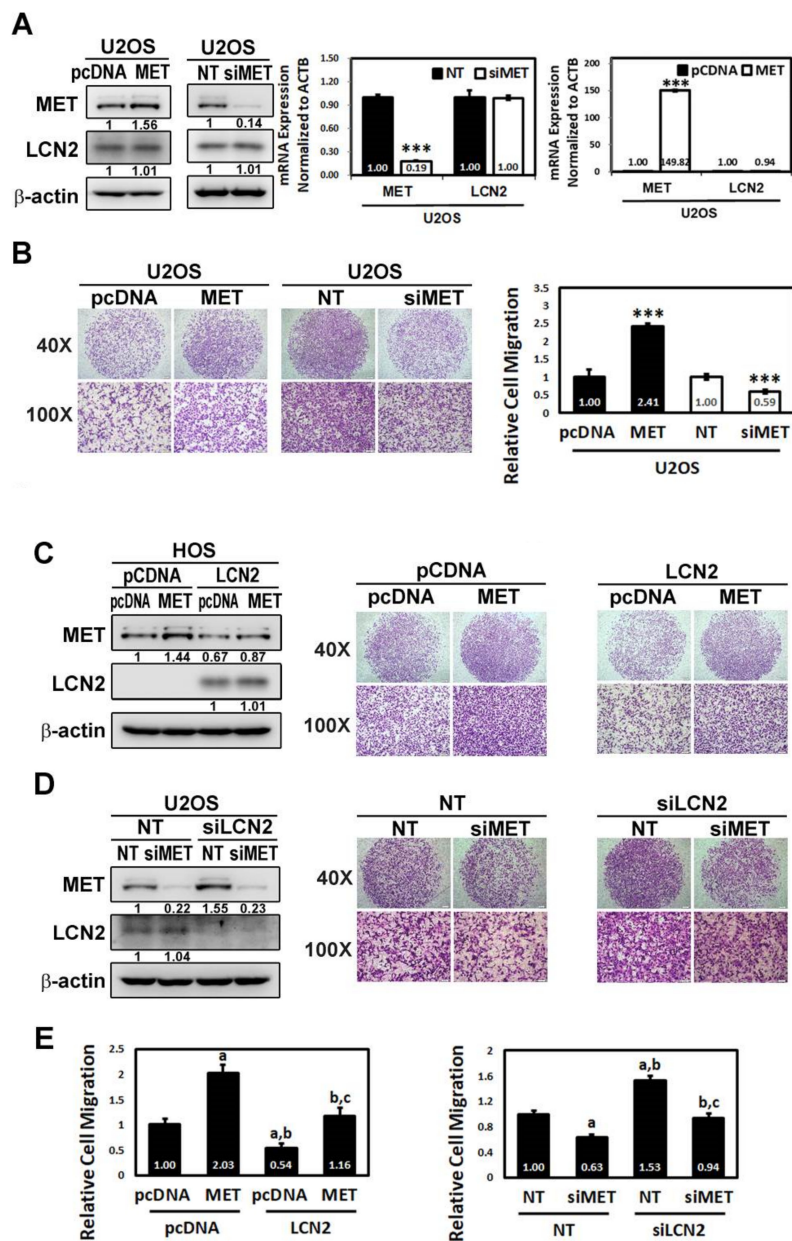 A
U2OS
U2OS
pcDNA MET
NT siMET
MET
1 1.56
1 0.14
LCN2
1 1.01
1 1.01
β-actin
mRNA Expression
Normalized to ACTB
1.50
1.20
0.90
0.60
0.30
0.00
NT siMET
***
1.00 0.19 1.00 1.00
MET LCN2
U2OS
mRNA Expression
Normalized to ACTB
200
150
100
50
0
pCDNA MET
***
1.00 149.82 1.00 0.94
MET LCN2
U2OS
B
U2OS
U2OS
pcDNA MET
NT siMET
40X
100X
Relative Cell Migration
3.5
3
2.5
2
1.5
1
0.5
0
***
***
1.00 2.41 1.00 0.59
pcDNA MET NT siMET
U2OS
C
HOS
pCDNA LCN2
pcDNA MET pcDNA MET
MET
1 1.44 0.67 0.87
LCN2
1 1.01
β-actin
pCDNA
pcDNA MET
40X
100X
LCN2
pcDNA MET
D
U2OS
NT siLCN2
NT siMET NT siMET
MET
1 0.22 1.55 0.23
LCN2
1 1.04
β-actin
NT
NT siMET
40X
100X
siLCN2
NT siMET
E
Relative Cell Migration
2.5
2
1.5
1
0.5
0
a
a,b
b,c
1.00 2.03 0.54 1.16
pcDNA MET pcDNA MET
pcDNA LCN2
Relative Cell Migration
2
1.6
1.2
0.8
0.4
0
a
a,b
b,c
1.00 0.63 1.53 0.94
NT siMET NT siMET
NT siLCN2